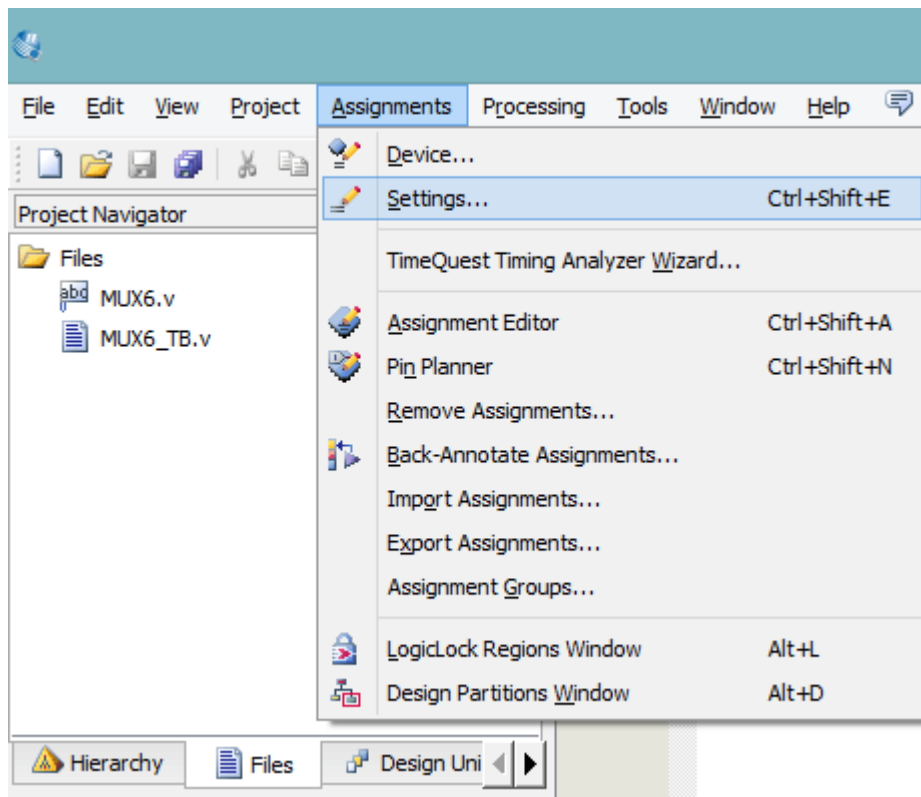 File Edit View Project Assignments Processing Tools Window Help
Device...
Settings... Ctrl+Shift+E
Project Navigator
Files
abd MUX6.v
MUX6_TB.v
TimeQuest Timing Analyzer Wizard...
Assignment Editor Ctrl+Shift+A
Pin Planner Ctrl+Shift+N
Remove Assignments...
Back-Annotate Assignments...
Import Assignments...
Export Assignments...
Assignment Groups...
LogicLock Regions Window Alt+L
Design Partitions Window Alt+D
Hierarchy Files Design Uni